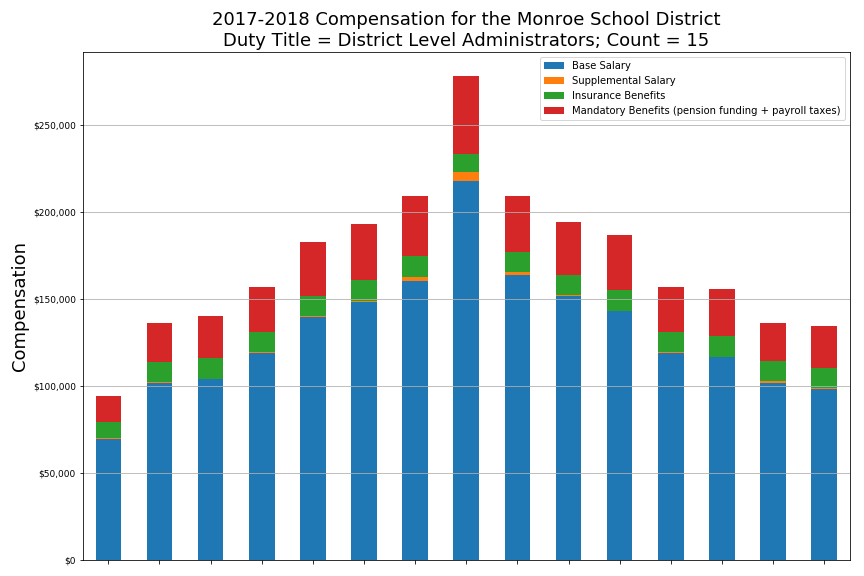 2017-2018 Compensation for the Monroe School District
Duty Title = District Level Administrators; Count = 15
Base Salary
Supplemental Salary
Insurance Benefits
Mandatory Benefits (pension funding + payroll taxes)
$250,000
$200,000
$150,000
$100,000
$50,000
$0
Compensation